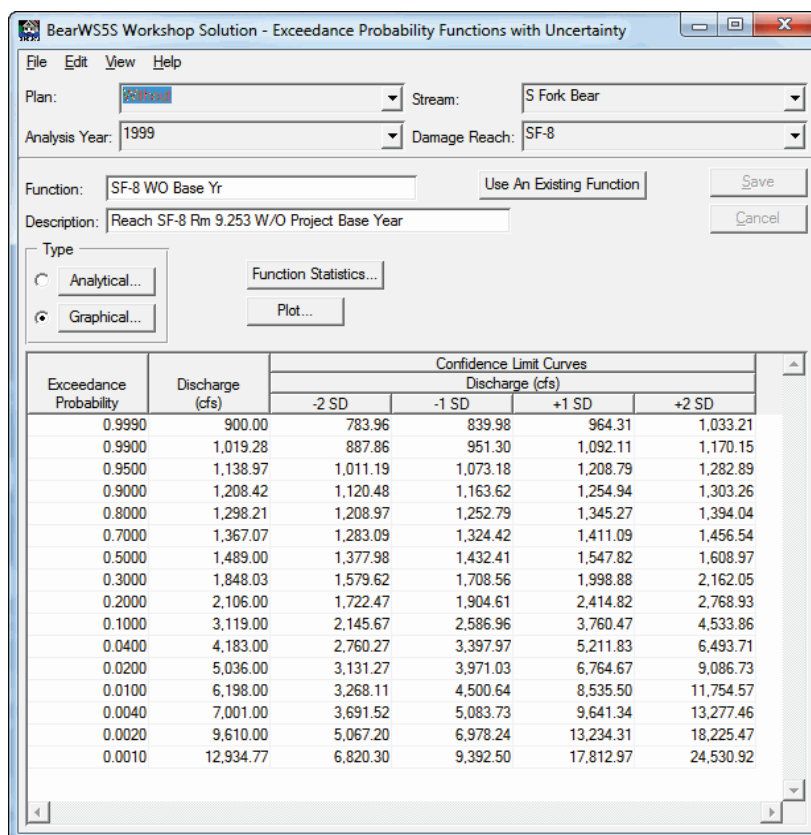 BearWS5S Workshop Solution - Exceedance Probability Functions with Uncertainty
File Edit View Help
Plan: Without Stream: S Fork Bear
Analysis Year: 1999 Damage Reach: SF-8
Function: SF-8 WO Base Yr Use An Existing Function Save
Description: Reach SF-8 Rm 9.253 W/O Project Base Year Cancel
Type
Analytical... Function Statistics...
Graphical... Plot...
Confidence Limit Curves
Exceedance Discharge Discharge (cfs)
Probability (cfs) -2 SD -1 SD +1 SD +2 SD
0.9990 900.00 783.96 839.98 964.31 1,033.21
0.9900 1,019.28 887.86 951.30 1,092.11 1,170.15
0.9500 1,138.97 1,011.19 1,073.18 1,208.79 1,282.89
0.9000 1,208.42 1,120.48 1,163.62 1,254.94 1,303.26
0.8000 1,298.21 1,208.97 1,252.79 1,345.27 1,394.04
0.7000 1,367.07 1,283.09 1,324.42 1,411.09 1,456.54
0.5000 1,489.00 1,377.98 1,432.41 1,547.82 1,608.97
0.3000 1,848.03 1,579.62 1,708.56 1,998.88 2,162.05
0.2000 2,106.00 1,722.47 1,904.61 2,414.82 2,768.93
0.1000 3,119.00 2,145.67 2,586.96 3,760.47 4,533.86
0.0400 4,183.00 2,760.27 3,397.97 5,211.83 6,493.71
0.0200 5,036.00 3,131.27 3,971.03 6,764.67 9,086.73
0.0100 6,198.00 3,268.11 4,500.64 8,535.50 11,754.57
0.0040 7,001.00 3,691.52 5,083.73 9,641.34 13,277.46
0.0020 9,610.00 5,067.20 6,978.24 13,234.31 18,225.47
0.0010 12,934.77 6,820.30 9,392.50 17,812.97 24,530.92